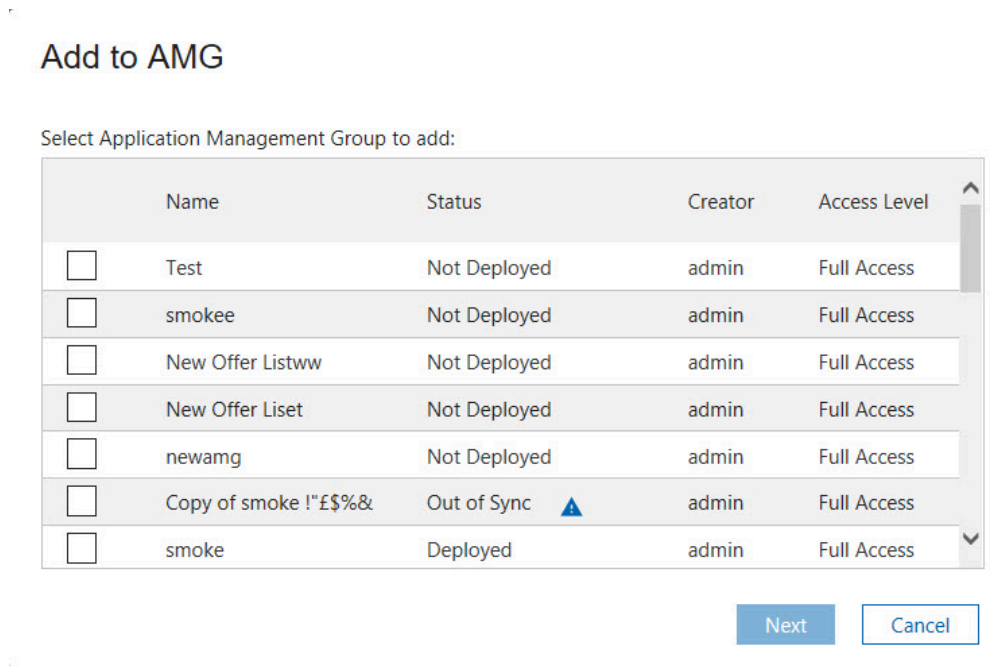 Add to AMG
Select Application Management Group to add:
Name Status Creator Access Level
Test Not Deployed admin Full Access
smokee Not Deployed admin Full Access
New Offer Listww Not Deployed admin Full Access
New Offer Liset Not Deployed admin Full Access
newamg Not Deployed admin Full Access
Copy of smoke !"£$%& Out of Sync admin Full Access
smoke Deployed admin Full Access
Next Cancel